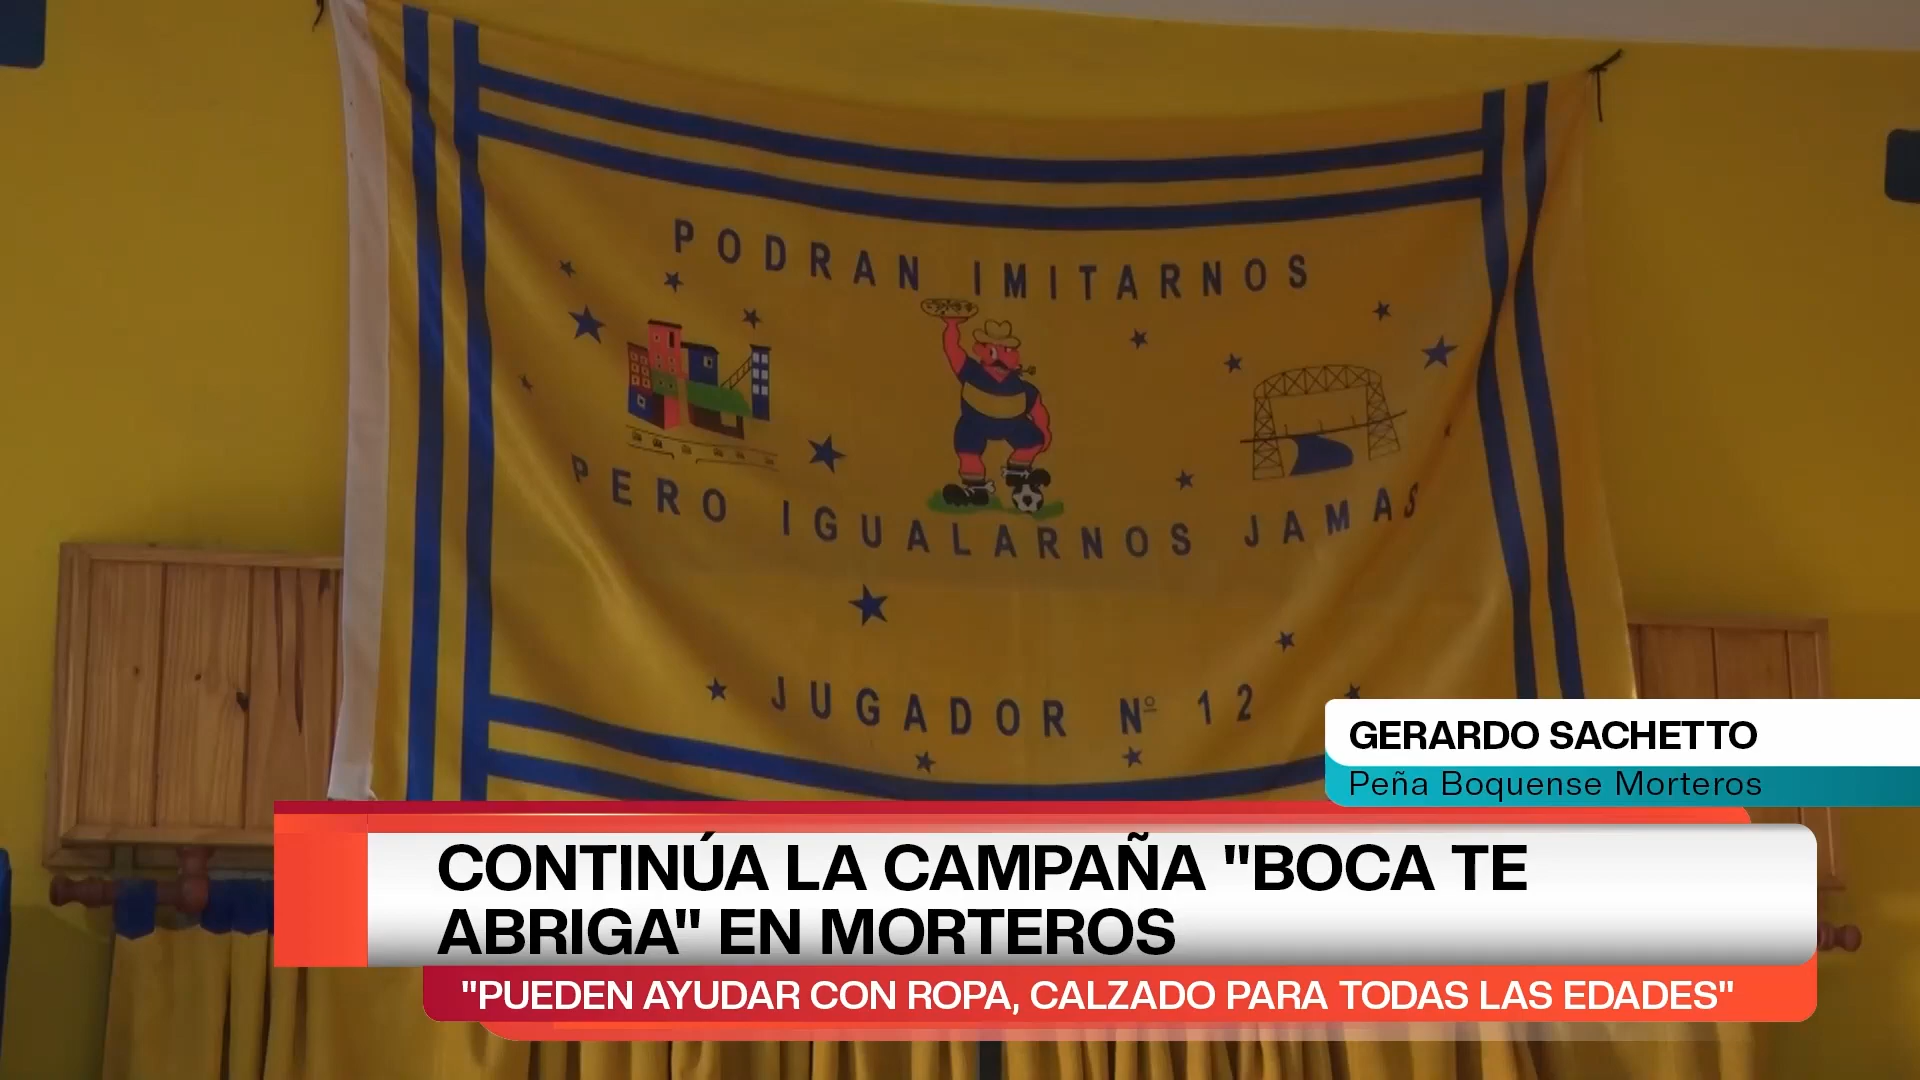 PODRAN IMITARNOS
PERO IGUALARNOS JAMAS
JUGADOR Nº 12
GERARDO SACHETTO
Peña Boquense Morteros
CONTINÚA LA CAMPAÑA "BOCA TE
ABRIGA" EN MORTEROS
"PUEDEN AYUDAR CON ROPA, CALZADO PARA TODAS LAS EDADES"